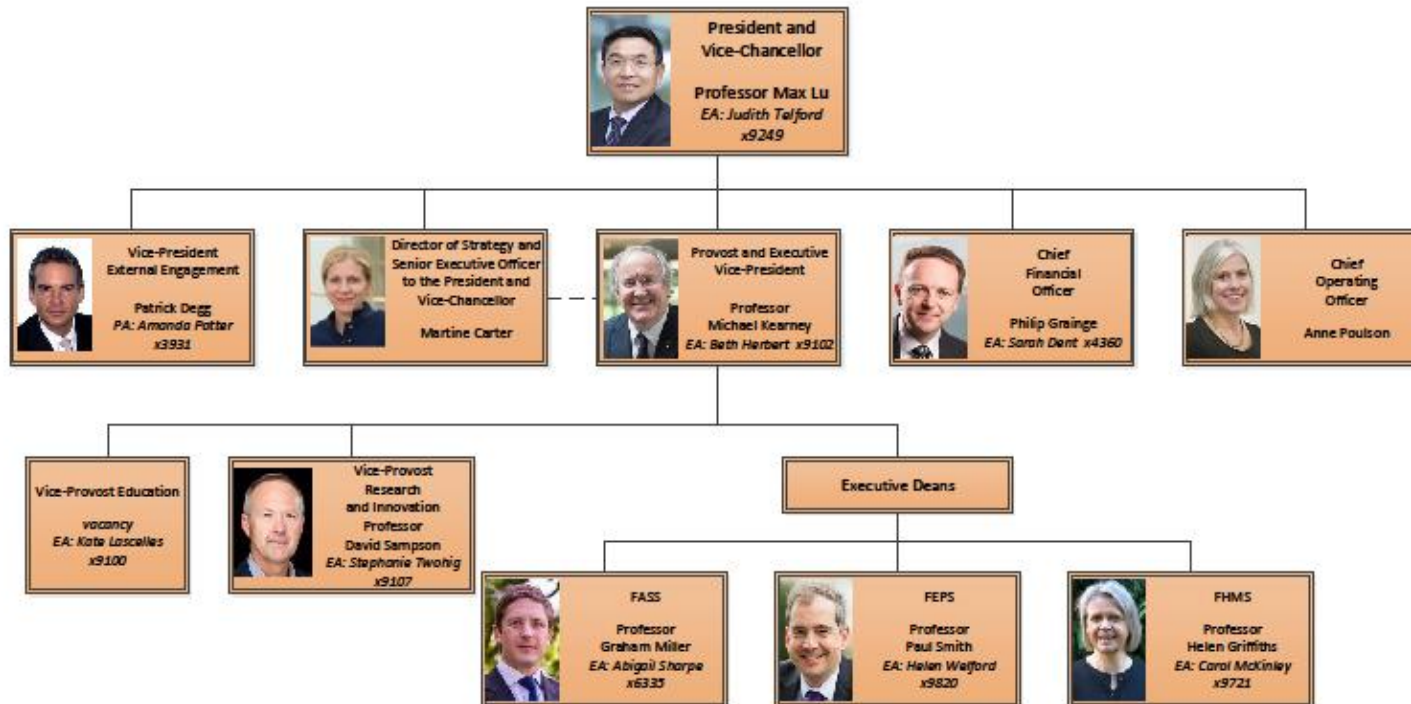 President and
Vice-Chancellor
Professor Max Lu
EA: Judith Telford
x9249
Vice-President
External Engagement
Patrick Degg
PA: Amanda Potter
x3931
Director of Strategy and
Senior Executive Officer
to the President and
Vice-Chancellor
Martine Carter
Provost and Executive
Vice-President
Professor
Michael Kearney
EA: Beth Herbert x9102
Chief
Financial
Officer
Philip Grainge
EA: Sarah Dent x4360
Chief
Operating
Officer
Anne Poulson
Vice-Provost Education
vacancy
EA: Kate Lascelles
x9100
Vice-Provost
Research
and Innovation
Professor
David Sampson
EA: Stephanie Twohig
x9107
Executive Deans
FASS
Professor
Graham Miller
EA: Abigail Sharpe
x6335
FEPS
Professor
Paul Smith
EA: Helen Welford
x9820
FHMS
Professor
Helen Griffiths
EA: Carol McKinley
x9721